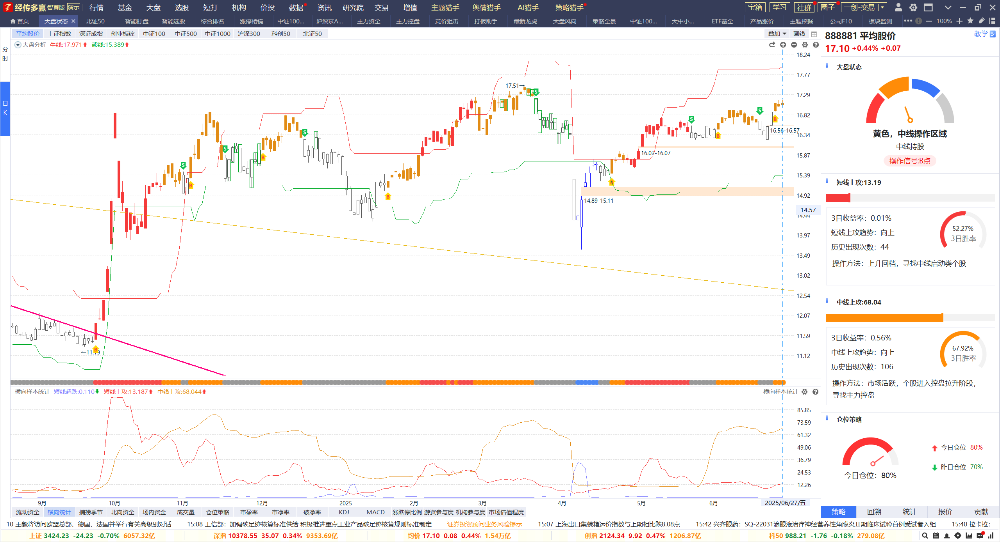 经传多赢 智尊版 演示 行情 基金 大盘 选股 短打 机构 价投 数据 资讯 研究院 交易 增值 主题猎手 舆情猎手 AI猎手 策略猎手 宝箱 学习 社群 圈子 一创-交易
首页 大盘状态 北证50 智能盯盘 智能选股 综合排名 涨停棱镜 中证100... 沪深京A... 主力资金 主力控盘 竞价狙击 打板助手 最新龙虎 大盘风向 策略全景 中证100... 大中小... ETF基金 产品涨价 主题挖掘 公司F10 板块监测 100%
平均股价 上证指数 深证成指 创业板综 中证100 中证500 中证1000 沪深300 科创50 北证50 叠加 画线
大盘分析 牛线:17.971 熊线:15.389
分时
日K
18.24
17.77
17.29
16.82
16.34
15.87
15.39
14.92
14.57
14.44
13.97
13.49
13.02
12.54
12.07
11.59
11.12
17.51→
16.56-16.57
16.02-16.07
14.89-15.11
←11.19
S
S
S
S
S
S
B
B
B
B
B
B
B
横向样本统计 短线超跌:0.110 短线上攻:13.187 中线上攻:68.044 横向样本统计
85.85
73.59
61.32
49.06
36.79
24.53
12.26
9月 10月 11月 12月 2025 2月 3月 4月 5月 6月 2025/06/27/五
流动资金 横向统计 捕捞季节 北向资金 场内资金 成交量 仓位策略 市盈率 市净率 破净率 KDJ MACD 涨跌停比例 游资参与度 机构参与度 市场估值程度
888881 平均股价 教学
17.10 +0.44% +0.07
大盘状态
黄色，中线操作区域
中线持股
操作信号:B点
短线上攻:13.19
3日收益率：0.01%
短线上攻趋势：向上
历史出现次数：44
52.27%
3日胜率
操作方法：上升回档，寻找中线启动类个股
中线上攻:68.04
3日收益率：0.56%
中线上攻趋势：向上
历史出现次数：106
67.92%
3日胜率
操作方法：市场活跃，个股进入控盘拉升阶段，
寻找主力控盘
仓位策略
今日仓位 80%
昨日仓位 70%
今日仓位：80%
策略 回溯 统计 报价 贡献
10 王毅将访问欧盟总部、德国、法国并举行有关高级别对话 15:08 工信部：加强碳足迹核算标准供给 积极推进重点工业产品碳足迹核算规则标准制定 证券投资顾问业务风险提示 15:07 上海出口集装箱运价指数与上期相比跌8.08点 15:42 兴齐眼药：SQ-22031滴眼液治疗神经营养性角膜炎II期临床试验首例受试者入组 15:40 拉卡拉：
上证 3424.23 -24.23 -0.70% 6057.32亿 深指 10378.55 35.07 0.34% 9353.69亿 均价 17.10 0.08 0.44% 1.54万亿 创指 2124.34 9.92 0.47% 1206.87亿 科50 988.21 -1.76 -0.18% 279.08亿